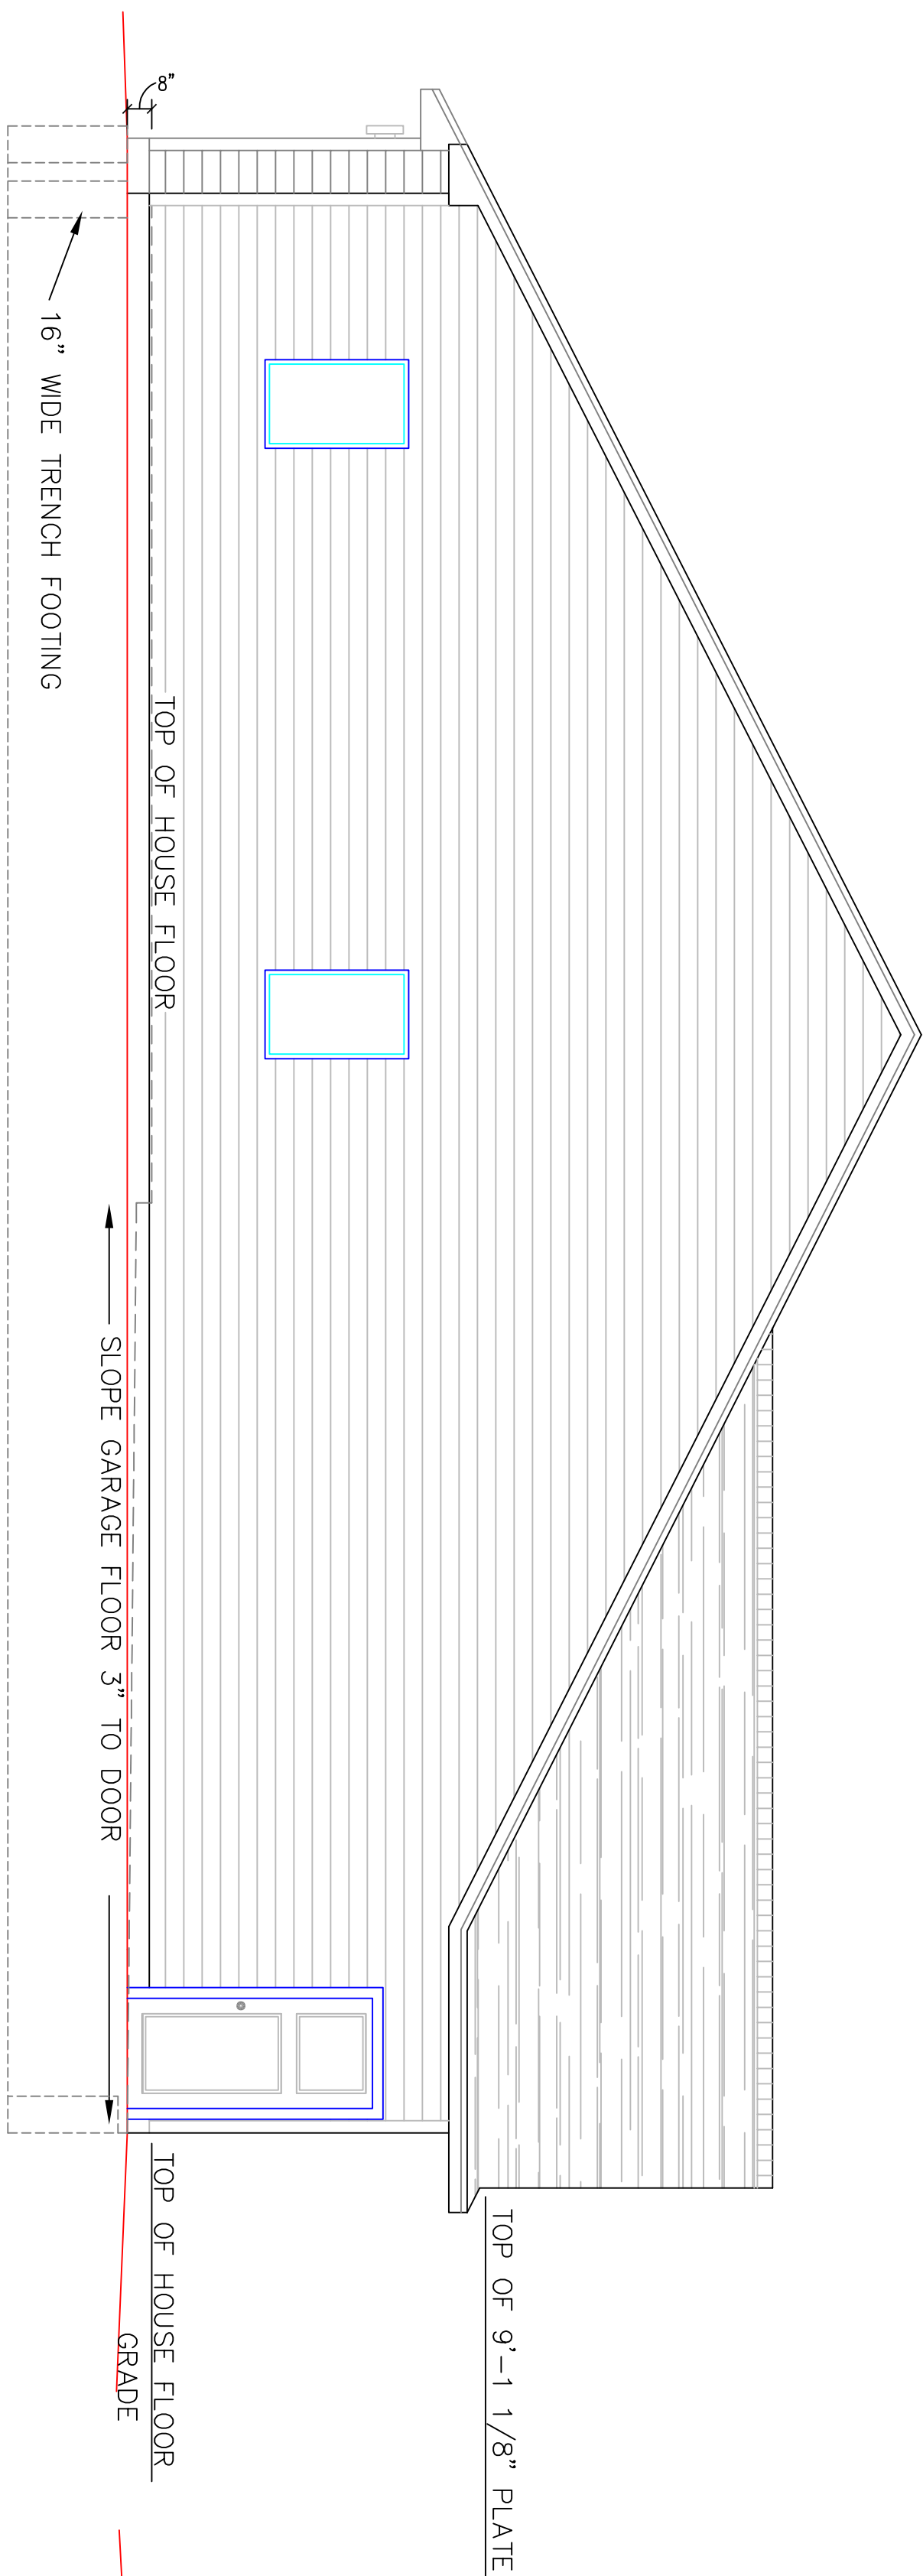 8"
16" WIDE TRENCH FOOTING
TOP OF HOUSE FLOOR
SLOPE GARAGE FLOOR 3" TO DOOR
TOP OF 9'-1 1/8" PLATE
TOP OF HOUSE FLOOR
GRADE